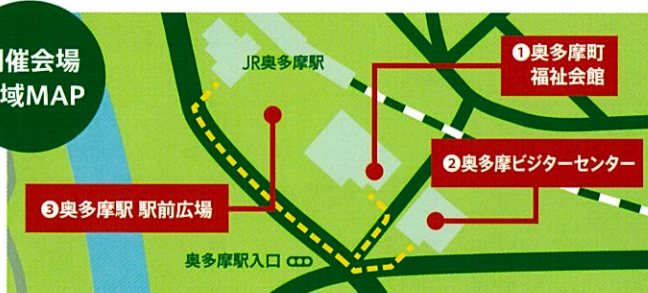 開催会場
域MAP
JR奥多摩駅
❶奥多摩町
福祉会館
❷奥多摩ビジターセンター
❸奥多摩駅 駅前広場
奥多摩駅入口